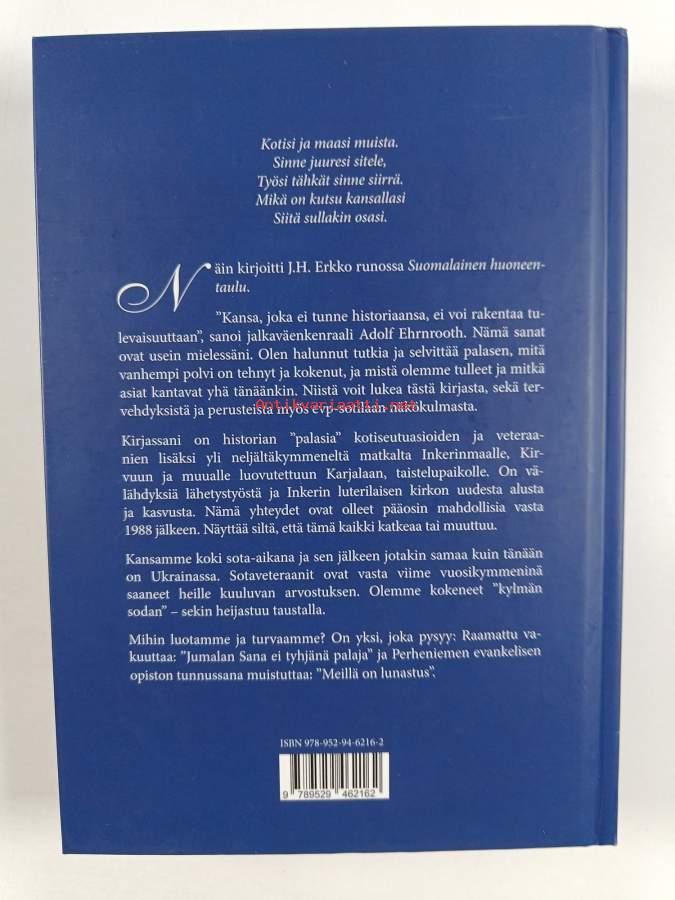 Kotisi ja maasi muista.
Sinne juuresi sitele,
Työsi tähkät sinne siirrä.
Mikä on kutsu kansallasi
Siitä sullakin osasi.
Näin kirjoitti J.H. Erkko runossa Suomalainen huoneen-
taulu.
"Kansa, joka ei tunne historiaansa, ei voi rakentaa tu-
levaisuuttaan", sanoi jalkaväenkenraali Adolf Ehrnrooth. Nämä sanat
ovat usein mielessäni. Olen halunnut tutkia ja selvittää palasen, mitä
vanhempi polvi on tehnyt ja kokenut, ja mistä olemme tulleet ja mitkä
asiat kantavat yhä tänäänkin. Niistä voit lukea tästä kirjasta, sekä ter-
vehdyksistä ja perusteista myös evp-sotilaan näkökulmasta.
Antikvariaatti.net
Kirjassani on historian "palasia" kotiseutuasioiden ja veteraa-
nien lisäksi yli neljältäkymmeneltä matkalta Inkerinmaalle, Kir-
vuun ja muualle luovutettuun Karjalaan, taistelupaikolle. On vä-
lähdyksiä lähetystyöstä ja Inkerin luterilaisen kirkon uudesta alusta
ja kasvusta. Nämä yhteydet ovat olleet pääosin mahdollisia vasta
1988 jälkeen. Näyttää siltä, että tämä kaikki katkeaa tai muuttuu.
Kansamme koki sota-aikana ja sen jälkeen jotakin samaa kuin tänään
on Ukrainassa. Sotaveteraanit ovat vasta viime vuosikymmeninä
saaneet heille kuuluvan arvostuksen. Olemme kokeneet "kylmän
sodan" – sekin heijastuu taustalla.
Mihin luotamme ja turvaamme? On yksi, joka pysyy: Raamattu va-
kuuttaa: "Jumalan Sana ei tyhjänä palaja" ja Perheniemen evankelisen
opiston tunnussana muistuttaa: "Meillä on lunastus".
ISBN 978-952-94-6216-2
9 789529 462162